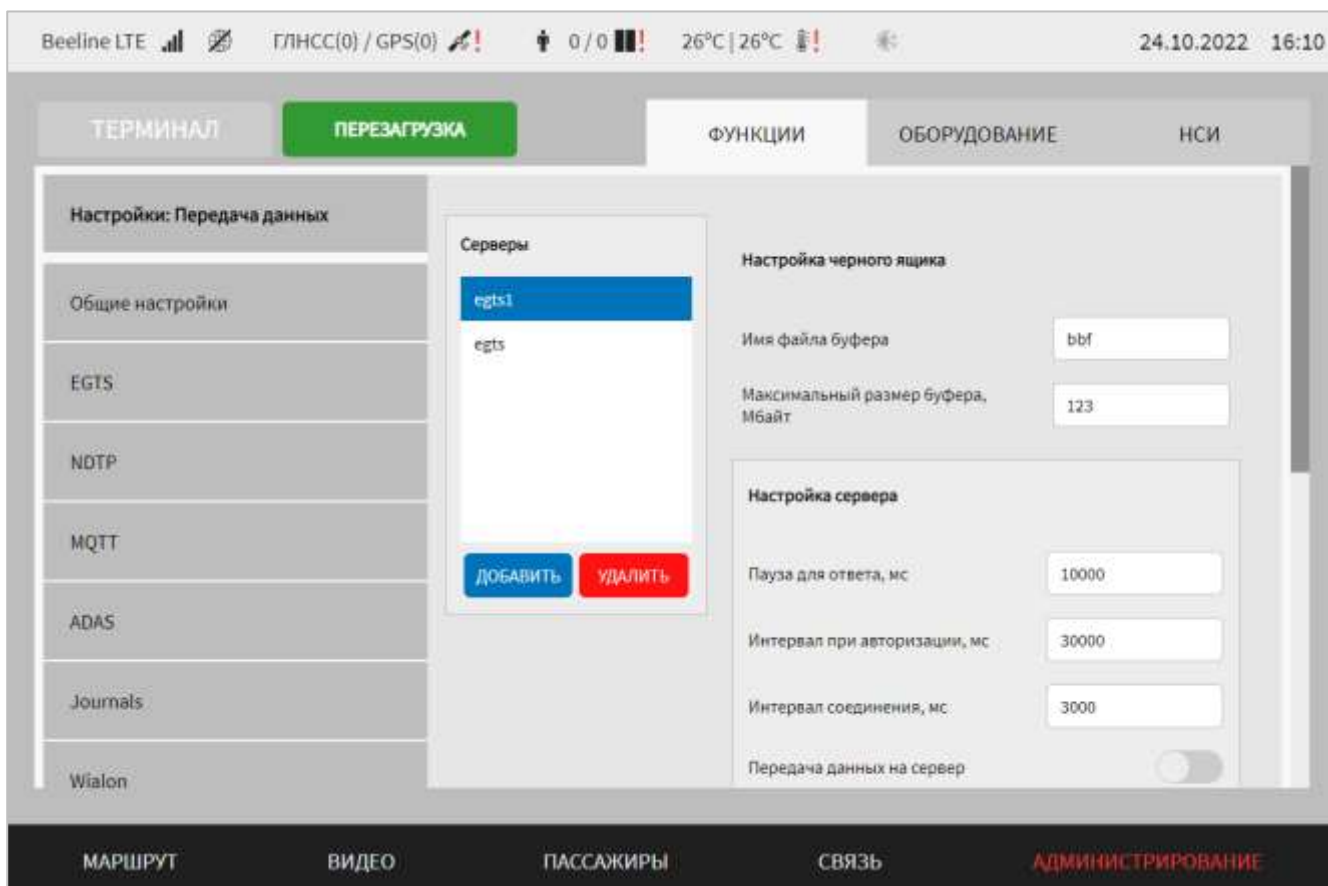 Beeline LTE ГЛНСС(0) / GPS(0) ! 0 / 0 ! 26°C | 26°C ! 24.10.2022 16:10
ТЕРМИНАЛ ПЕРЕЗАГРУЗКА ФУНКЦИИ ОБОРУДОВАНИЕ НСИ
Настройки: Передача данных
Общие настройки
EGTS
NDTP
MQTT
ADAS
Journals
Wialon
Серверы
egts1
egts
ДОБАВИТЬ УДАЛИТЬ
Настройка черного ящика
Имя файла буфера bbf
Максимальный размер буфера,
Мбайт 123
Настройка сервера
Пауза для ответа, мс 10000
Интервал при авторизации, мс 30000
Интервал соединения, мс 3000
Передача данных на сервер
МАРШРУТ ВИДЕО ПАССАЖИРЫ СВЯЗЬ АДМИНИСТРИРОВАНИЕ